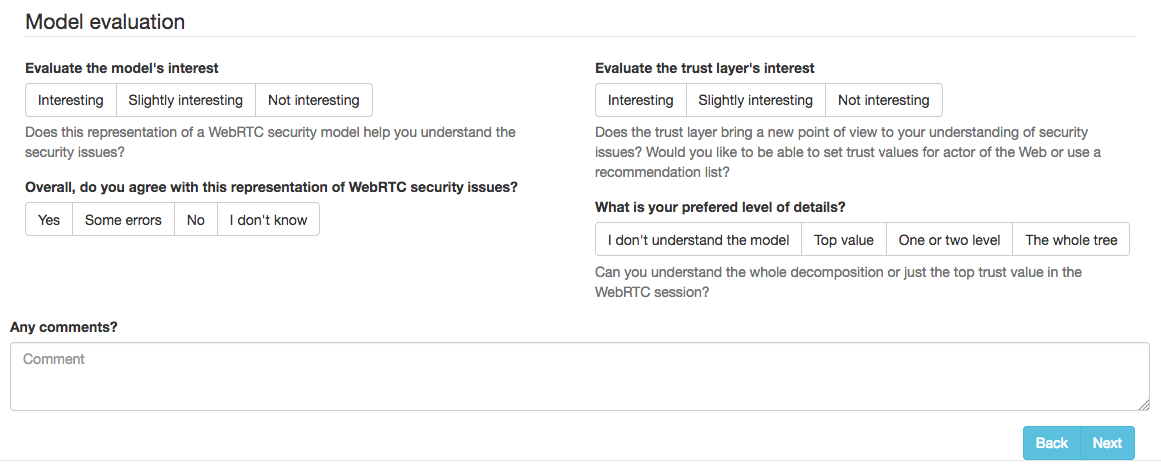 Model evaluation
Evaluate the model's interest
Interesting Slightly interesting Not interesting
Does this representation of a WebRTC security model help you understand the
security issues?
Overall, do you agree with this representation of WebRTC security issues?
Yes Some errors No I don't know
Evaluate the trust layer's interest
Interesting Slightly interesting Not interesting
Does the trust layer bring a new point of view to your understanding of security
issues? Would you like to be able to set trust values for actor of the Web or use a
recommendation list?
What is your prefered level of details?
I don't understand the model Top value One or two level The whole tree
Can you understand the whole decomposition or just the top trust value in the
WebRTC session?
Any comments?
Comment
Back Next